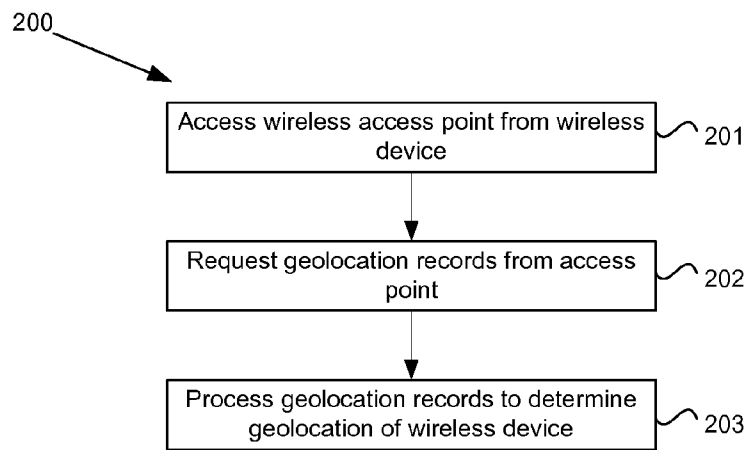 200
Access wireless access point from wireless
device
201
Request geolocation records from access
point
202
Process geolocation records to determine
geolocation of wireless device
203